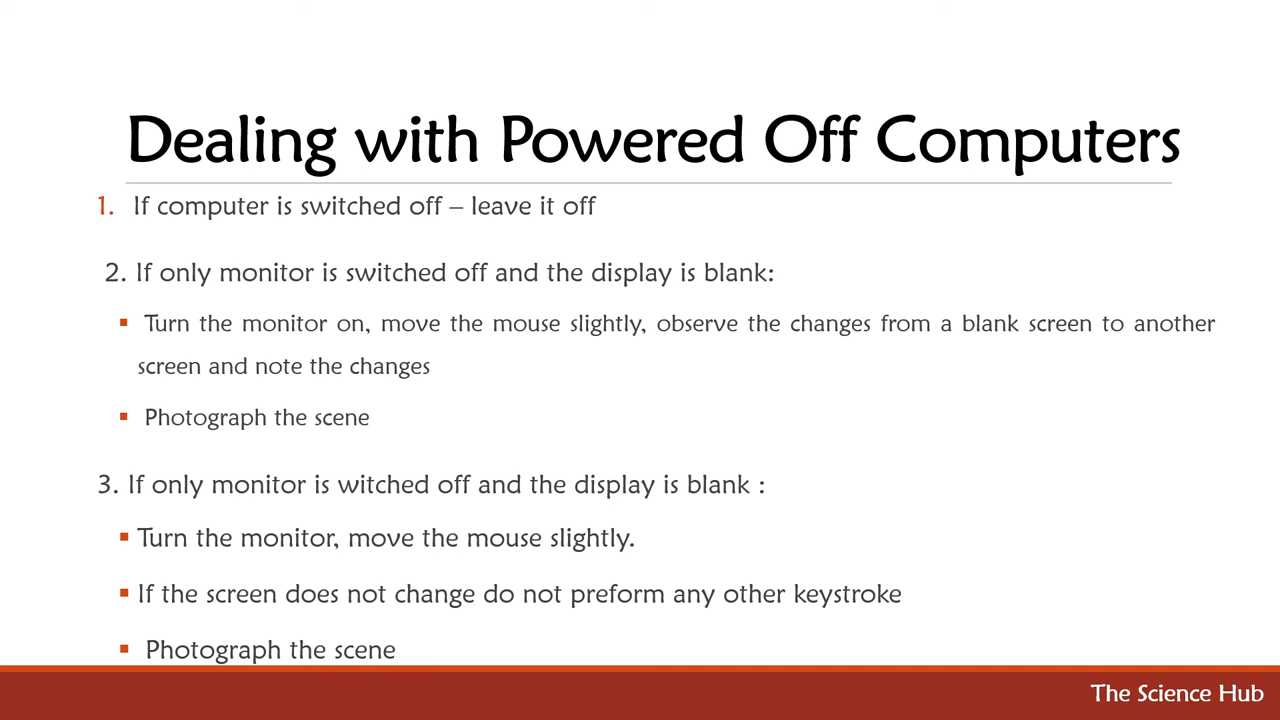 Dealing with Powered Off Computers
1. If computer is switched off – leave it off
2. If only monitor is switched off and the display is blank:
▪ Turn the monitor on, move the mouse slightly, observe the changes from a blank screen to another
screen and note the changes
▪ Photograph the scene
3. If only monitor is witched off and the display is blank :
▪ Turn the monitor, move the mouse slightly.
▪ If the screen does not change do not preform any other keystroke
▪ Photograph the scene
The Science Hub